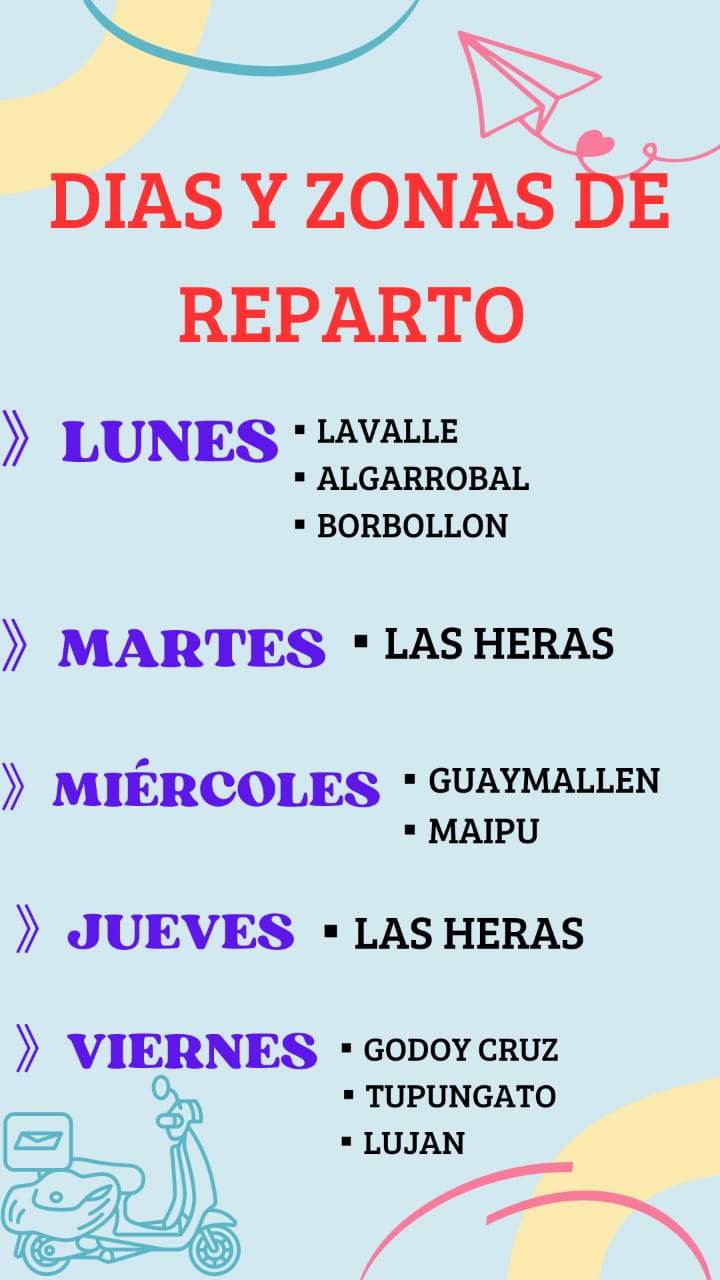 DIAS Y ZONAS DE
REPARTO
》 LUNES
▪ LAVALLE
▪ ALGARROBAL
▪ BORBOLLON
》 MARTES
▪ LAS HERAS
》 MIÉRCOLES
▪ GUAYMALLEN
▪ MAIPU
》 JUEVES
▪ LAS HERAS
》 VIERNES
▪ GODOY CRUZ
▪ TUPUNGATO
▪ LUJAN